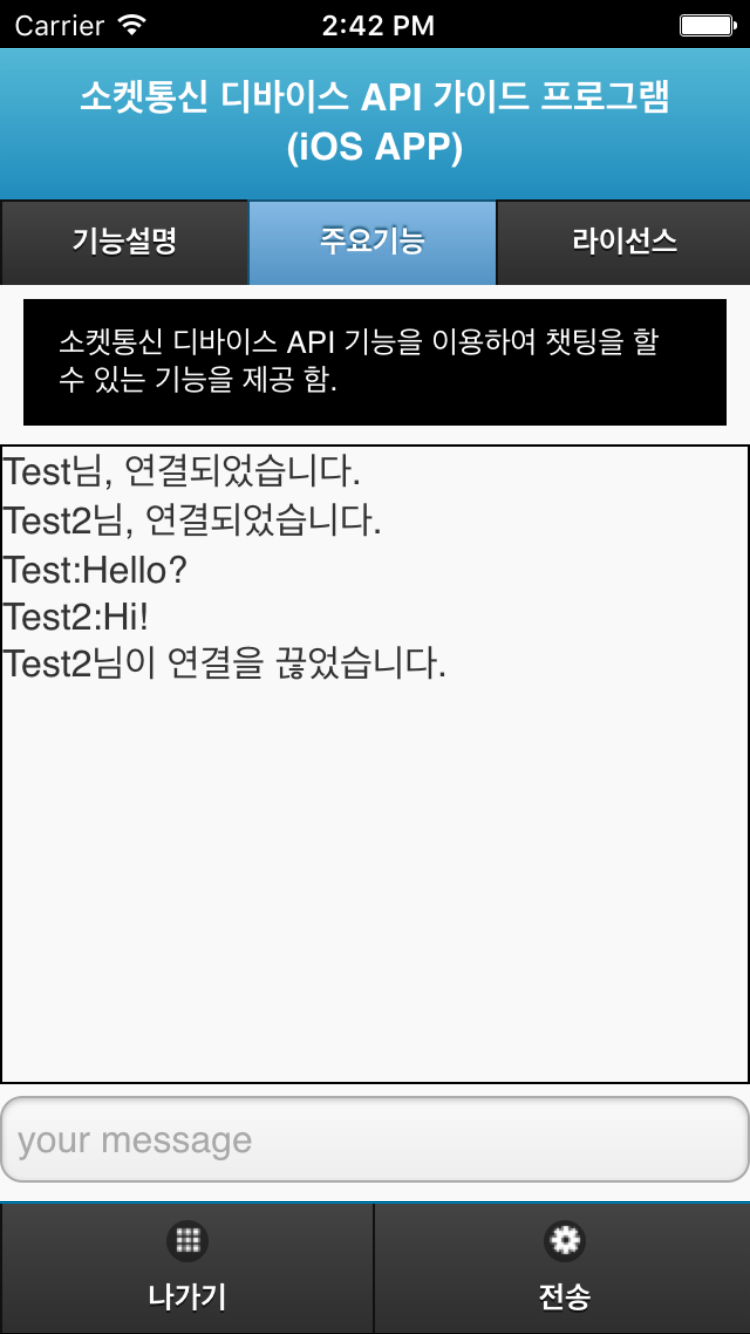 Carrier 2:42 PM
소켓통신 디바이스 API 가이드 프로그램
(iOS APP)
기능설명 주요기능 라이선스
소켓통신 디바이스 API 기능을 이용하여 챗팅을 할
수 있는 기능을 제공 함.
Test님, 연결되었습니다.
Test2님, 연결되었습니다.
Test:Hello?
Test2:Hi!
Test2님이 연결을 끊었습니다.
your message
나가기 전송